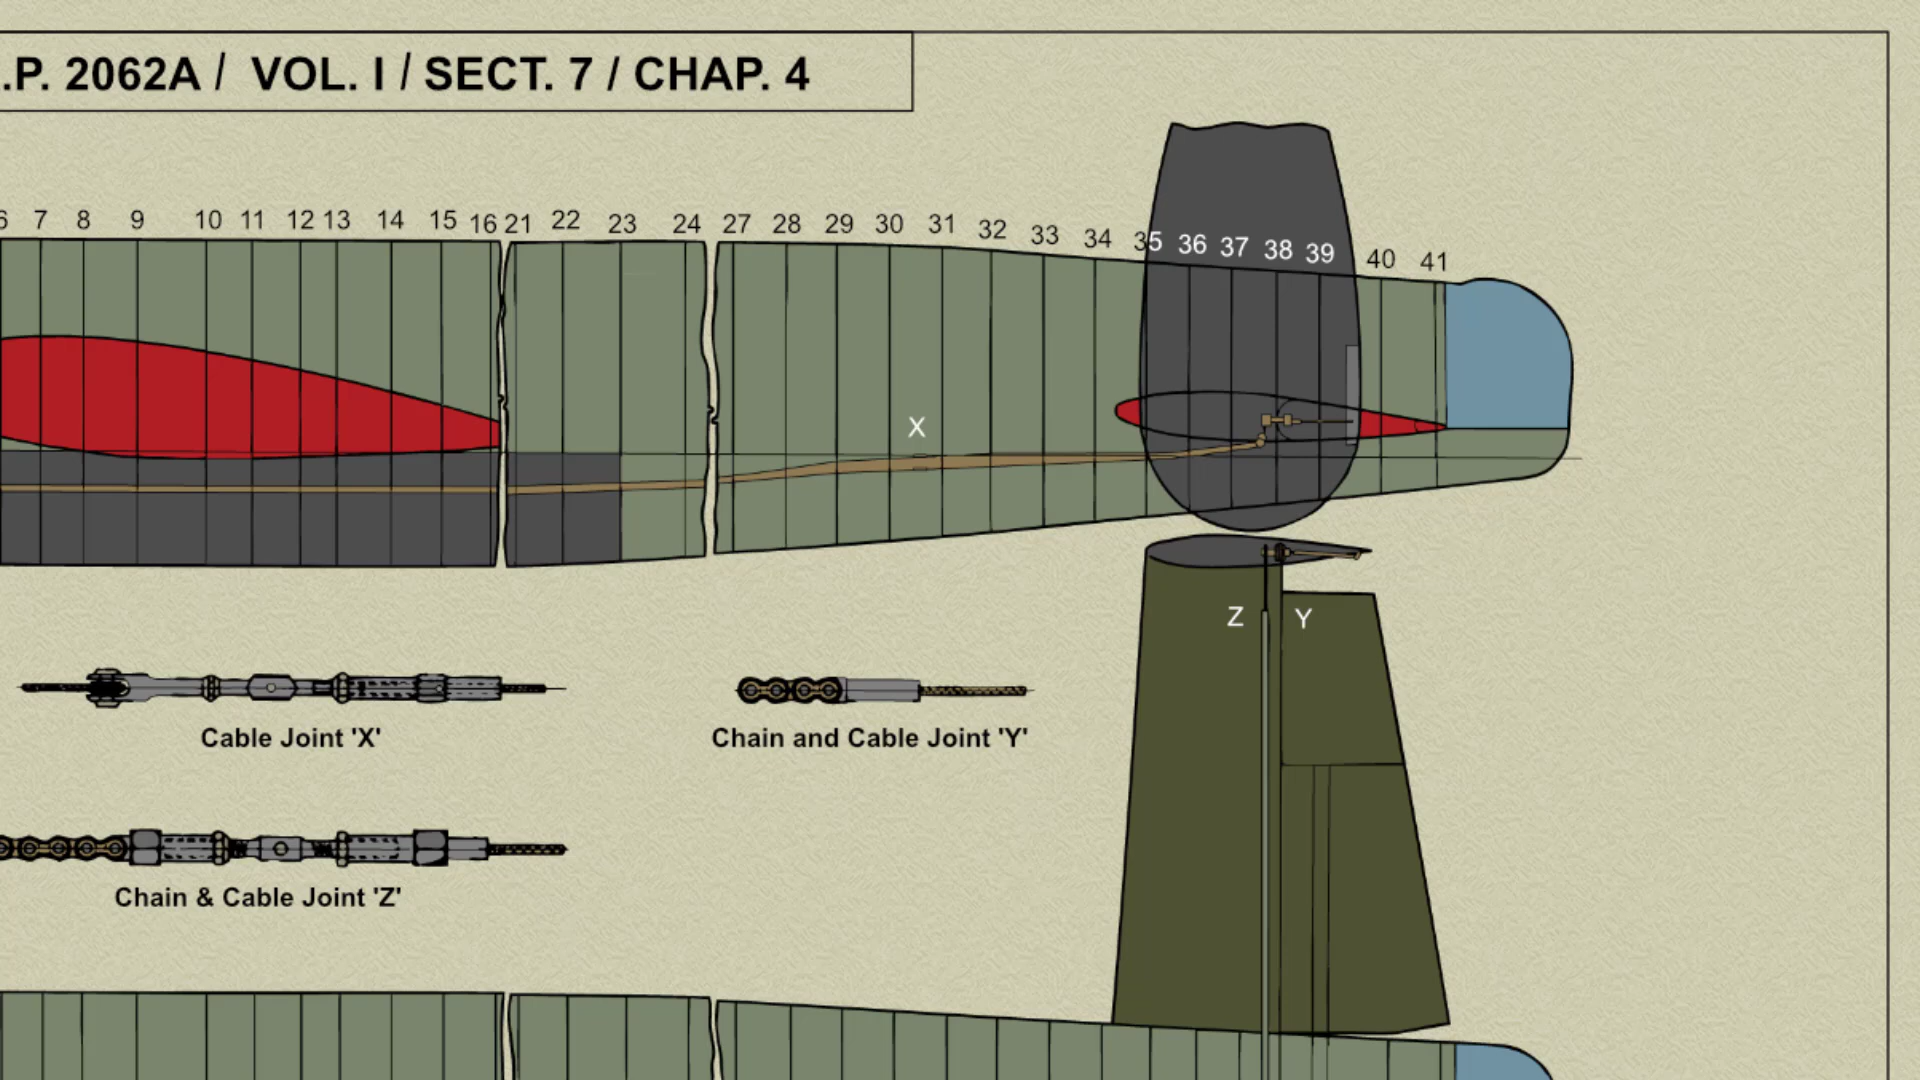 .P. 2062A / VOL. I / SECT. 7 / CHAP. 4
6 7 8 9 10 11 12 13 14 15 16 21 22 23 24 27 28 29 30 31 32 33 34 35 36 37 38 39 40 41
X
Z Y
Cable Joint 'X'
Chain and Cable Joint 'Y'
Chain & Cable Joint 'Z'